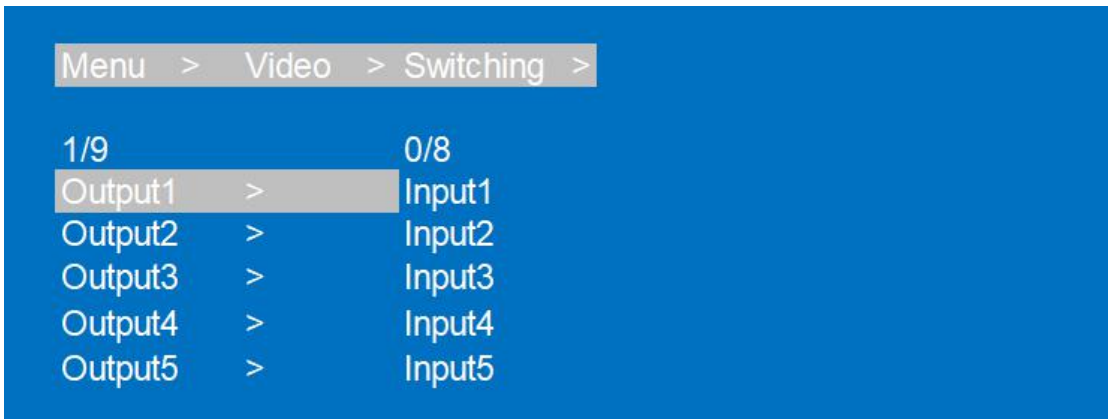 Menu > Video > Switching >
1/9 0/8
Output1 > Input1
Output2 > Input2
Output3 > Input3
Output4 > Input4
Output5 > Input5